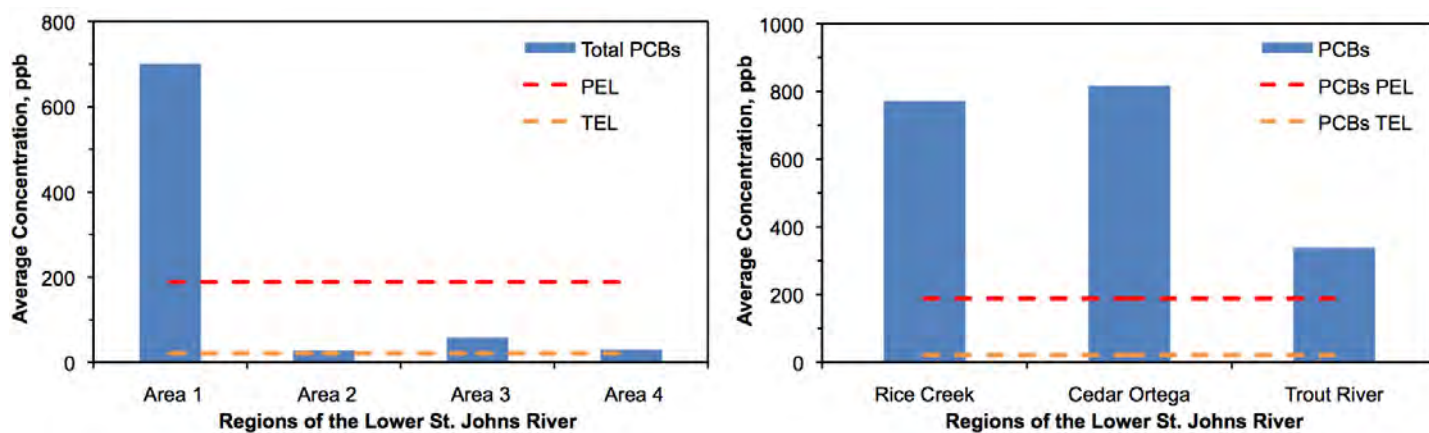 Average Concentration, ppb
800
600
400
200
0
Total PCBs
PEL
TEL
Area 1
Area 2
Area 3
Area 4
Regions of the Lower St. Johns River
Average Concentration, ppb
1000
800
600
400
200
0
PCBs
PCBs PEL
PCBs TEL
Rice Creek
Cedar Ortega
Trout River
Regions of the Lower St. Johns River